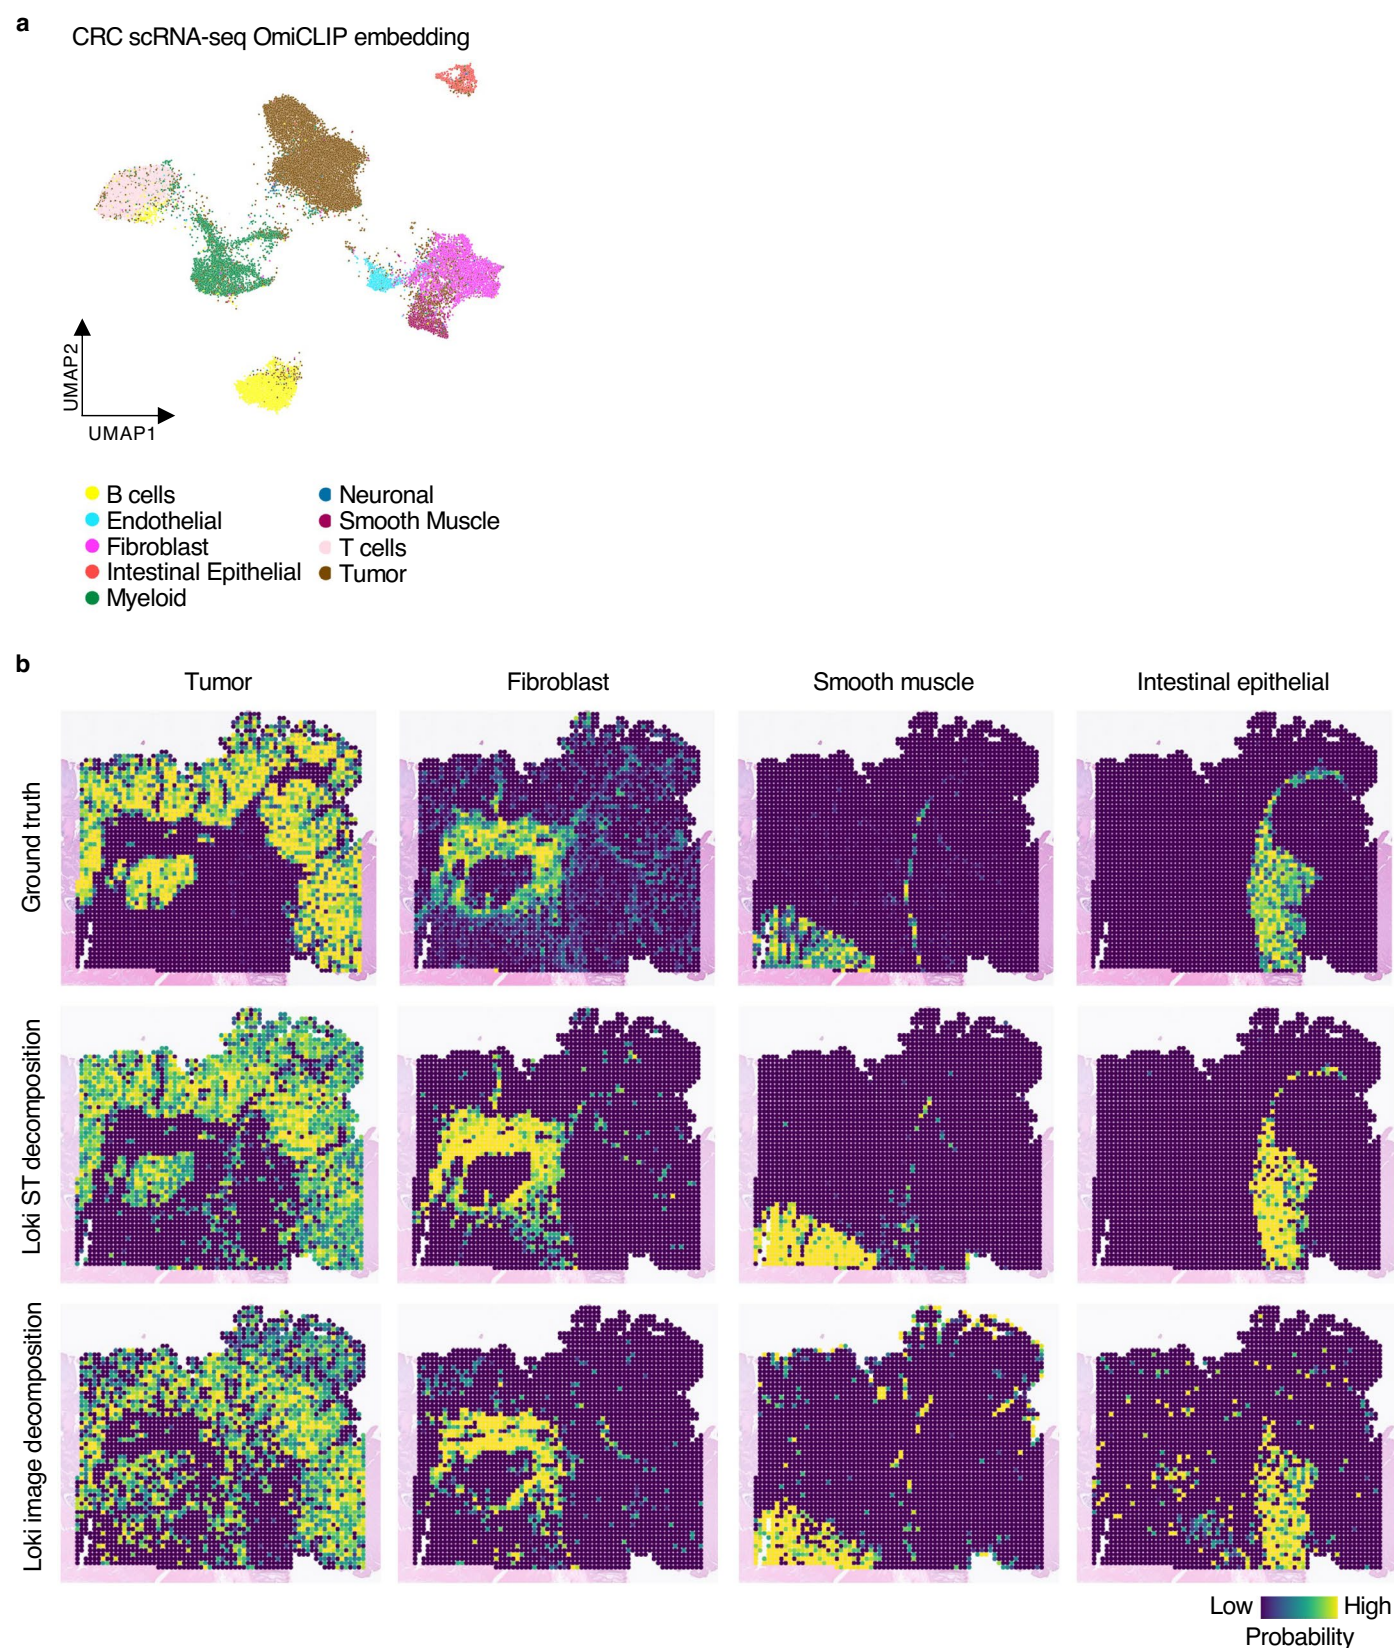 a
CRC scRNA-seq OmiCLIP embedding
UMAP2
UMAP1
B cells
Endothelial
Fibroblast
Intestinal Epithelial
Myeloid
Neuronal
Smooth Muscle
T cells
Tumor
b
Tumor
Fibroblast
Smooth muscle
Intestinal epithelial
Ground truth
Loki ST decomposition
Loki image decomposition
Low
High
Probability